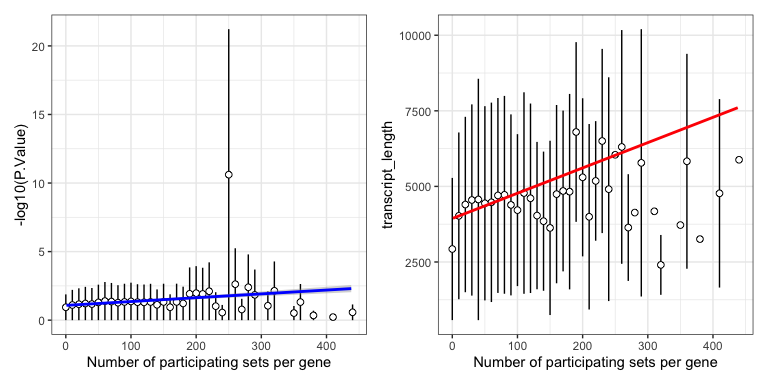 -log10(P.Value)
20
15
10
5
0
0 100 200 300 400
Number of participating sets per gene
transcript_length
10000
7500
5000
2500
0 100 200 300 400
Number of participating sets per gene